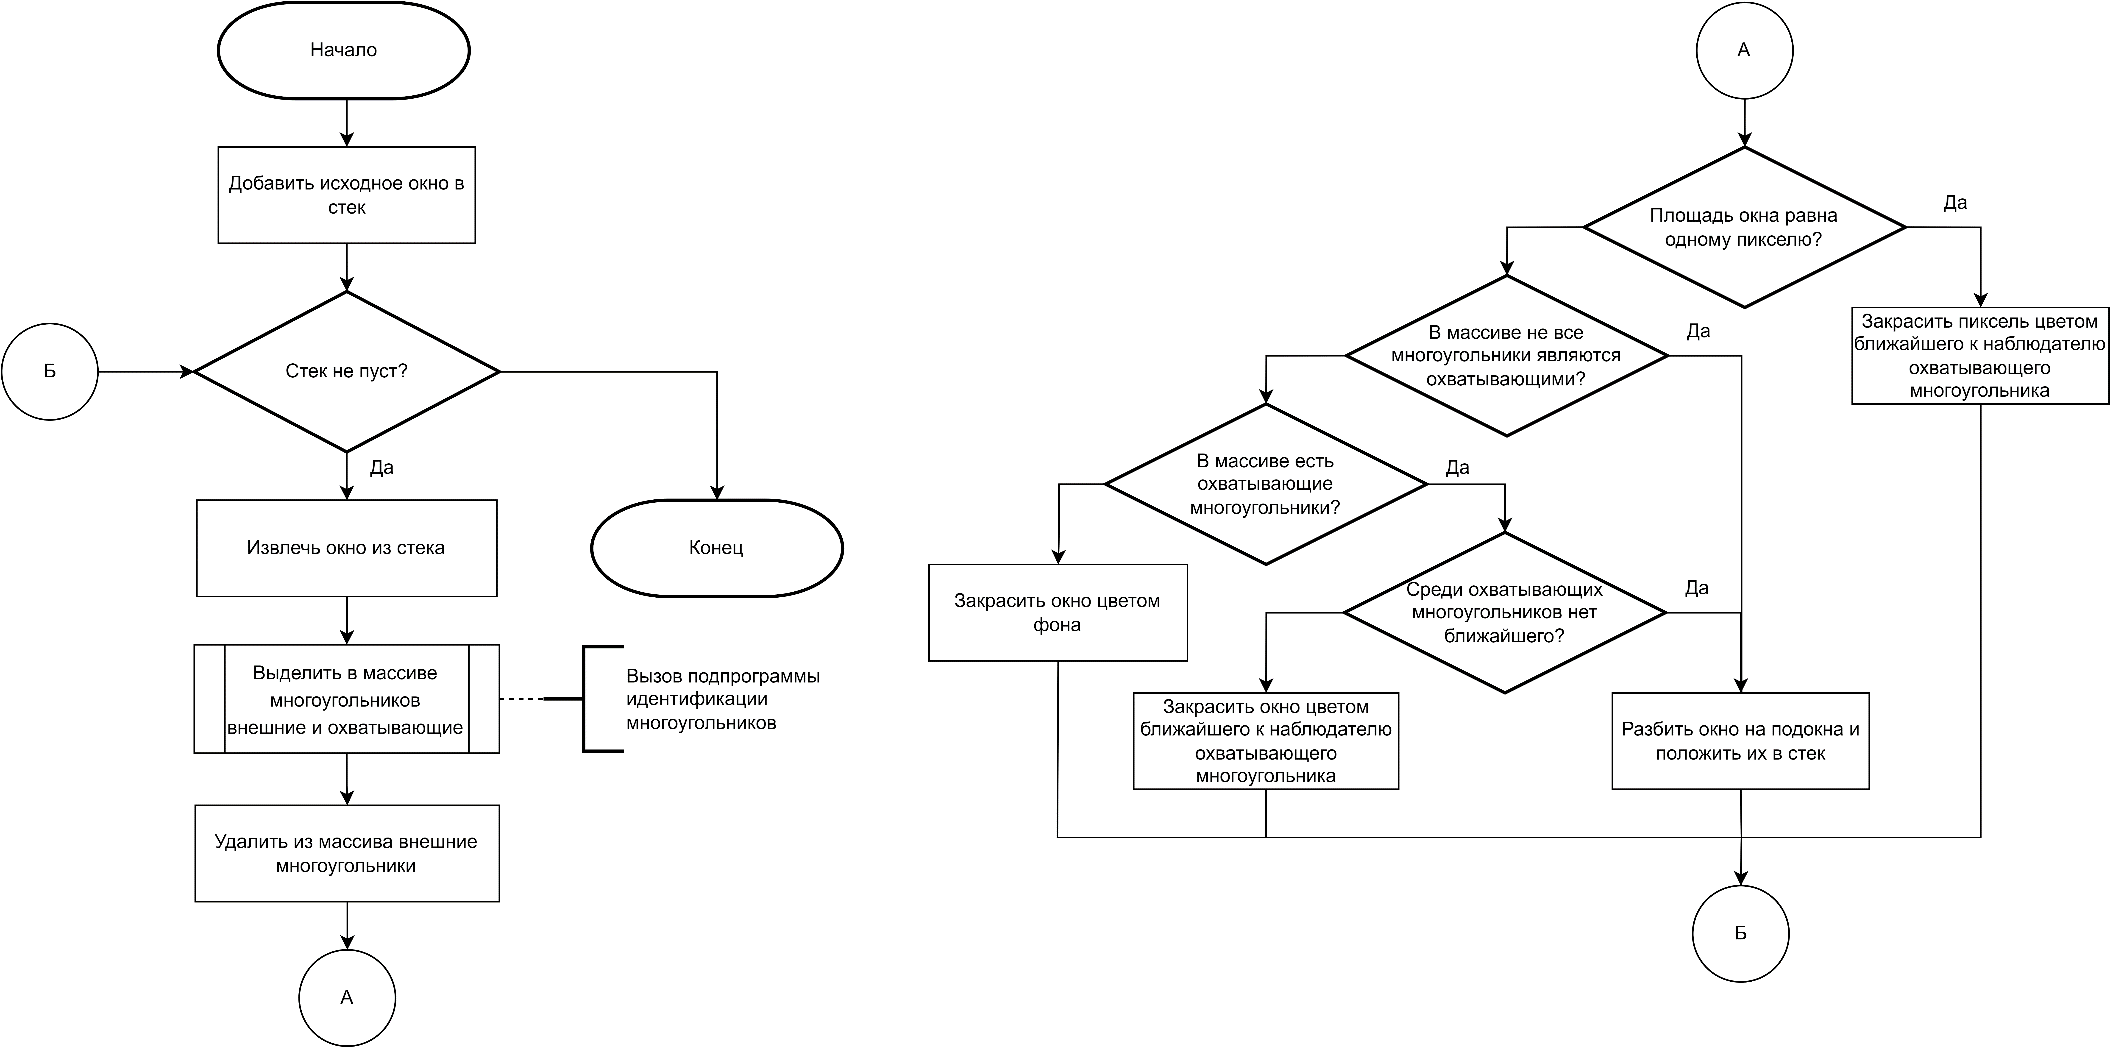 Начало
Добавить исходное окно в
стек
Б
Стек не пуст?
Да
Извлечь окно из стека
Конец
Выделить в массиве
многоугольников
внешние и охватывающие
Вызов подпрограммы
идентификации
многоугольников
Удалить из массива внешние
многоугольники
А
А
Площадь окна равна
одному пикселю?
Да
Закрасить пиксель цветом
ближайшего к наблюдателю
охватывающего
многоугольника
В массиве не все
многоугольники являются
охватывающими?
Да
В массиве есть
охватывающие
многоугольники?
Да
Закрасить окно цветом
фона
Среди охватывающих
многоугольников нет
ближайшего?
Да
Закрасить окно цветом
ближайшего к наблюдателю
охватывающего
многоугольника
Разбить окно на подокна и
положить их в стек
Б